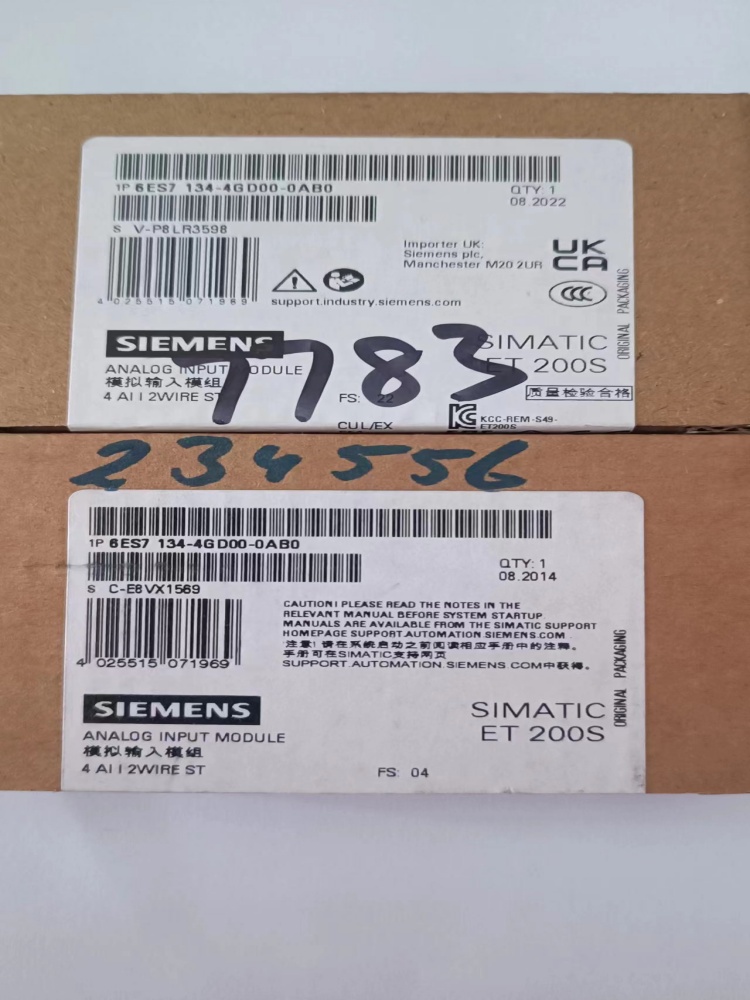 1P 6ES7 134-4GD00-0AB0
QTY: 1
08.2022
S V-P8LR3598
Importer UK:
Siemens plc,
Manchester M20 2UR
UK
CA
CCC
4 025515 071969
support.industry.siemens.com
ORIGINAL PACKAGING
SIEMENS
SIMATIC
ET 200S
7783
ANALOG INPUT MODULE
模拟输入模组
4 AI I 2WIRE ST
FS: 22
质量检验合格
CUL/EX
KC
KCC-REM-S49-
ET200S
234556
1P 6ES7 134-4GD00-0AB0
QTY: 1
08.2014
S C-E8VX1569
CAUTION! PLEASE READ THE NOTES IN THE
RELEVANT MANUAL BEFORE SYSTEM STARTUP
MANUALS ARE AVAILABLE FROM THE SIMATIC SUPPORT
HOMEPAGE SUPPORT.AUTOMATION.SIEMENS.COM
注意! 请在系统启动之前阅读相应手册中的注释。
手册可在SIMATIC支持网页
SUPPORT.AUTOMATION.SIEMENS.COM中获得。
4 025515 071969
ORIGINAL PACKAGING
SIEMENS
SIMATIC
ET 200S
ANALOG INPUT MODULE
模拟输入模组
4 AI I 2WIRE ST
FS: 04